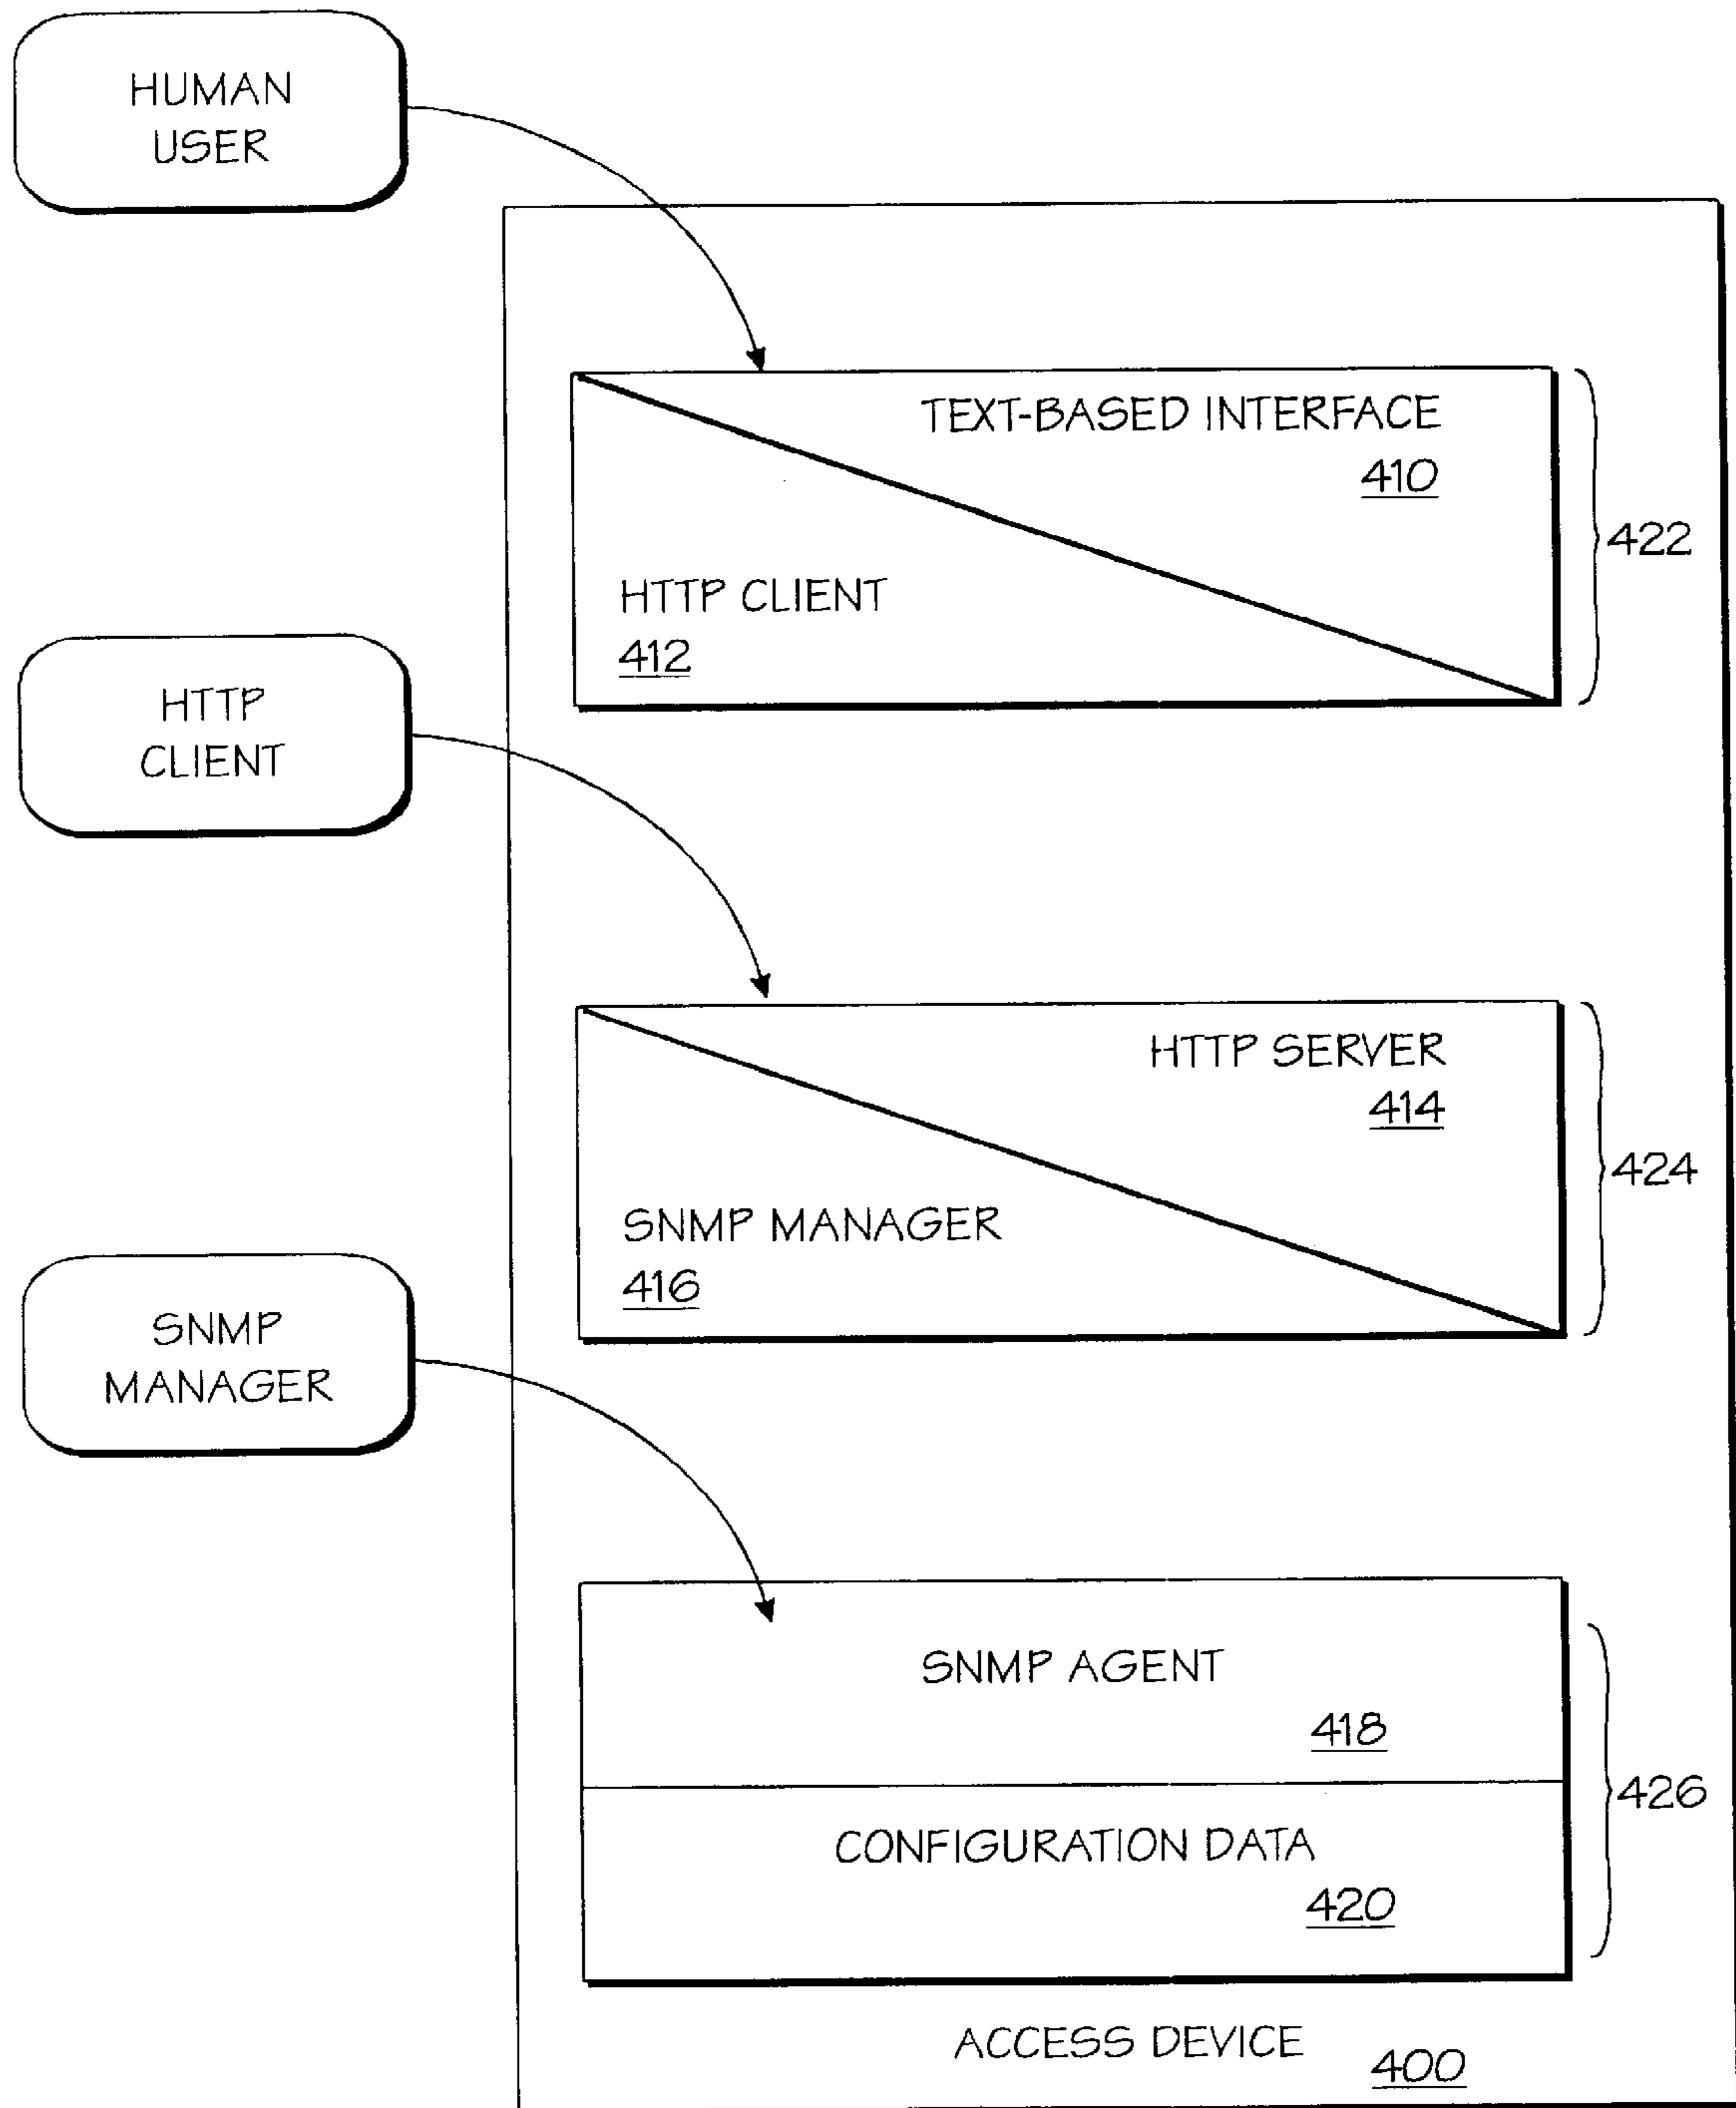 HUMAN
USER
TEXT-BASED INTERFACE
410
422
HTTP CLIENT
412
HTTP
CLIENT
HTTP SERVER
414
424
SNMP MANAGER
416
SNMP
MANAGER
SNMP AGENT
418
426
CONFIGURATION DATA
420
ACCESS DEVICE
400